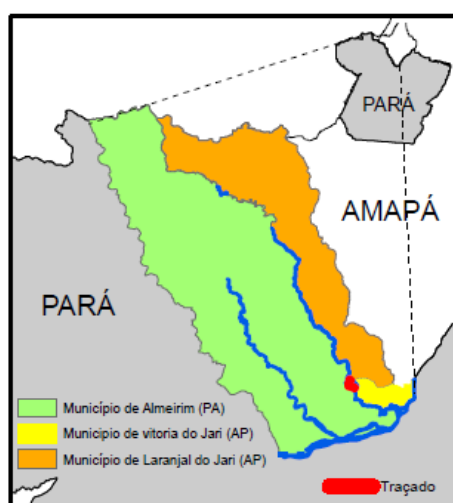 PARÁ
AMAPÁ
PARÁ
Município de Almeirim (PA)
Municipio de vitoria do Jari (AP)
Município de Laranjal do Jari (AP)
Traçado